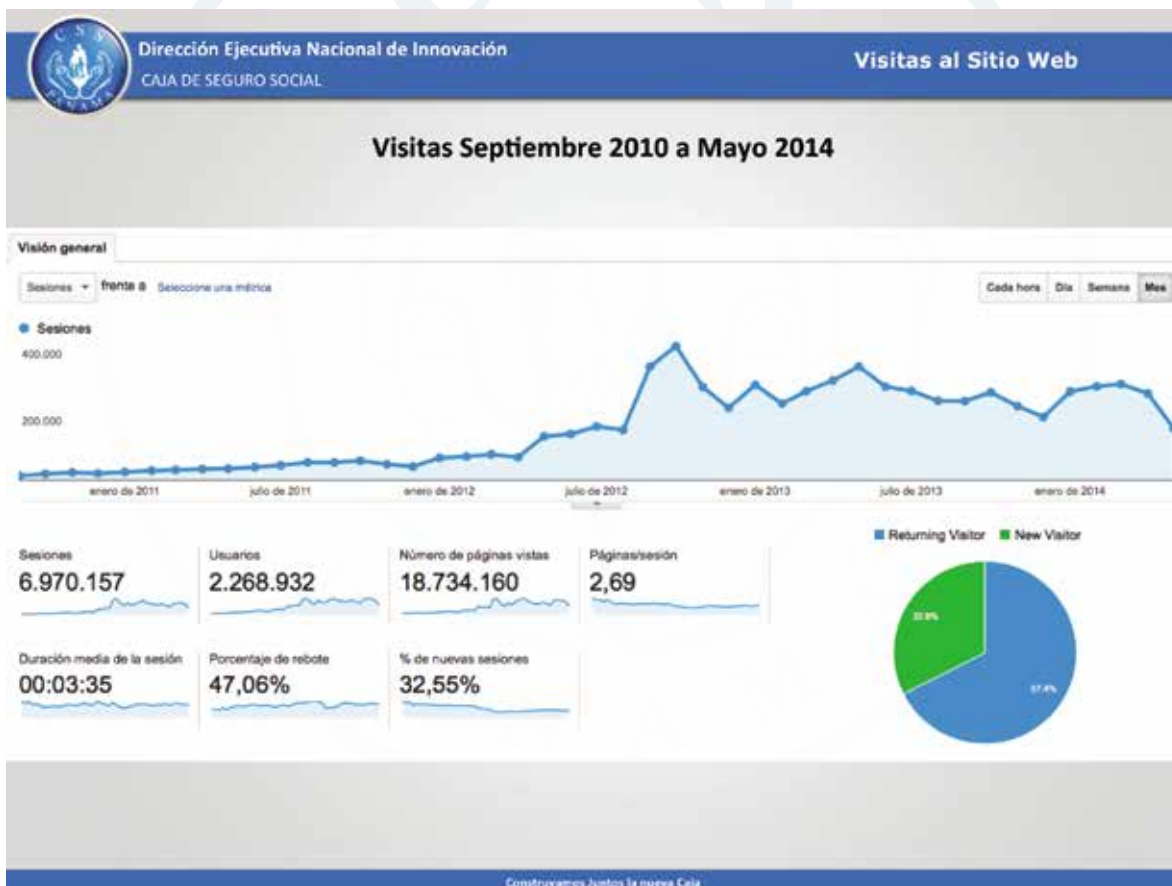 CSS
PANAMA
Dirección Ejecutiva Nacional de Innovación
CAJA DE SEGURO SOCIAL
Visitas al Sitio Web
Visitas Septiembre 2010 a Mayo 2014
Visión general
Sesiones frente a Seleccione una métrica
Cada hora Día Semana Mes
Sesiones
400.000
200.000
enero de 2011 julio de 2011 enero de 2012 julio de 2012 enero de 2013 julio de 2013 enero de 2014
Returning Visitor New Visitor
Sesiones Usuarios Número de páginas vistas Páginas/sesión
6.970.157 2.268.932 18.734.160 2,69
Duración media de la sesión Porcentaje de rebote % de nuevas sesiones
00:03:35 47,06% 32,55%
Construyamos Juntos la nueva Caja